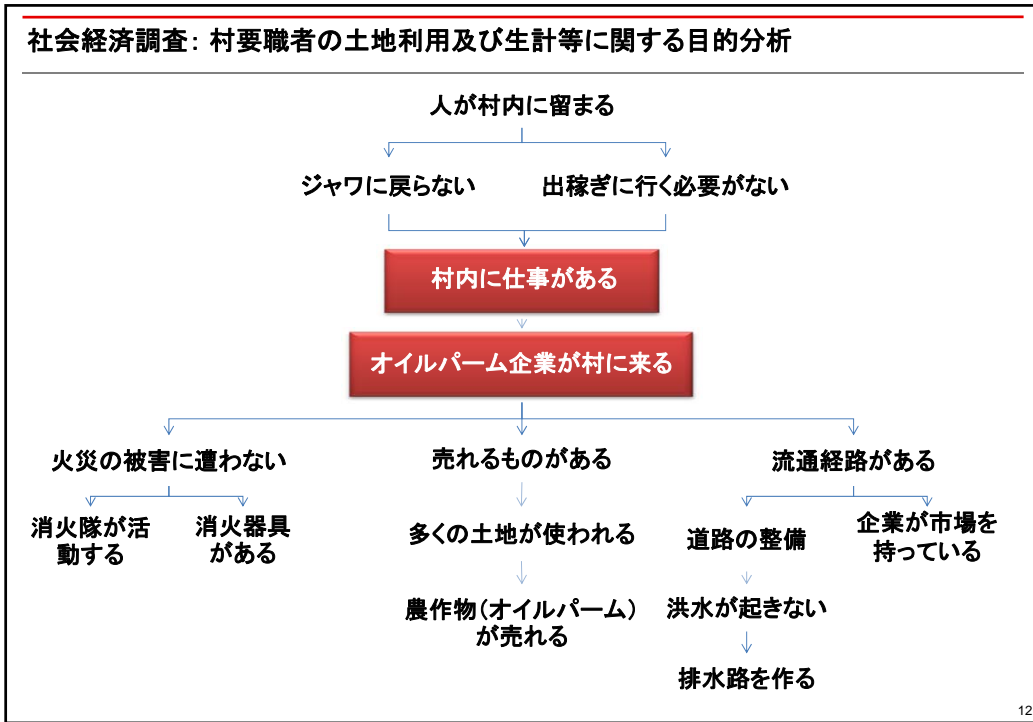 社会経済調査： 村要職者の土地利用及び生計等に関する目的分析
人が村内に留まる
ジャワに戻らない
出稼ぎに行く必要がない
村内に仕事がある
オイルパーム企業が村に来る
火災の被害に遭わない
売れるものがある
流通経路がある
消火隊が活
動する
消火器具
がある
多くの土地が使われる
道路の整備
企業が市場を
持っている
農作物（オイルパーム）
が売れる
洪水が起きない
排水路を作る
12